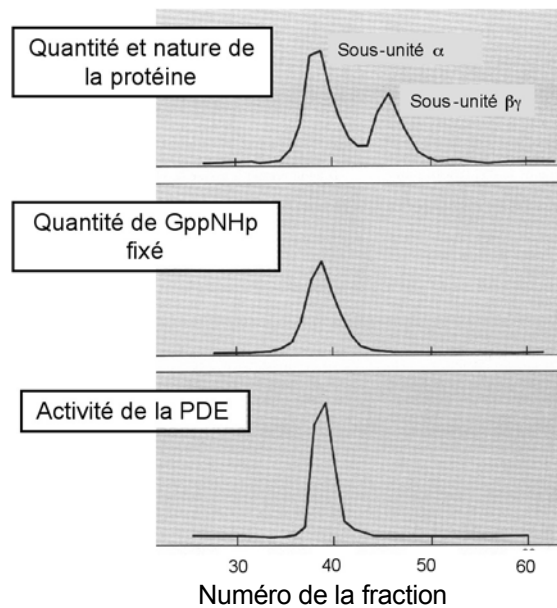 Quantité et nature de
la protéine
Sous-unité α
Sous-unité βγ
Quantité de GppNHp
fixé
Activité de la PDE
30 40 50 60
Numéro de la fraction